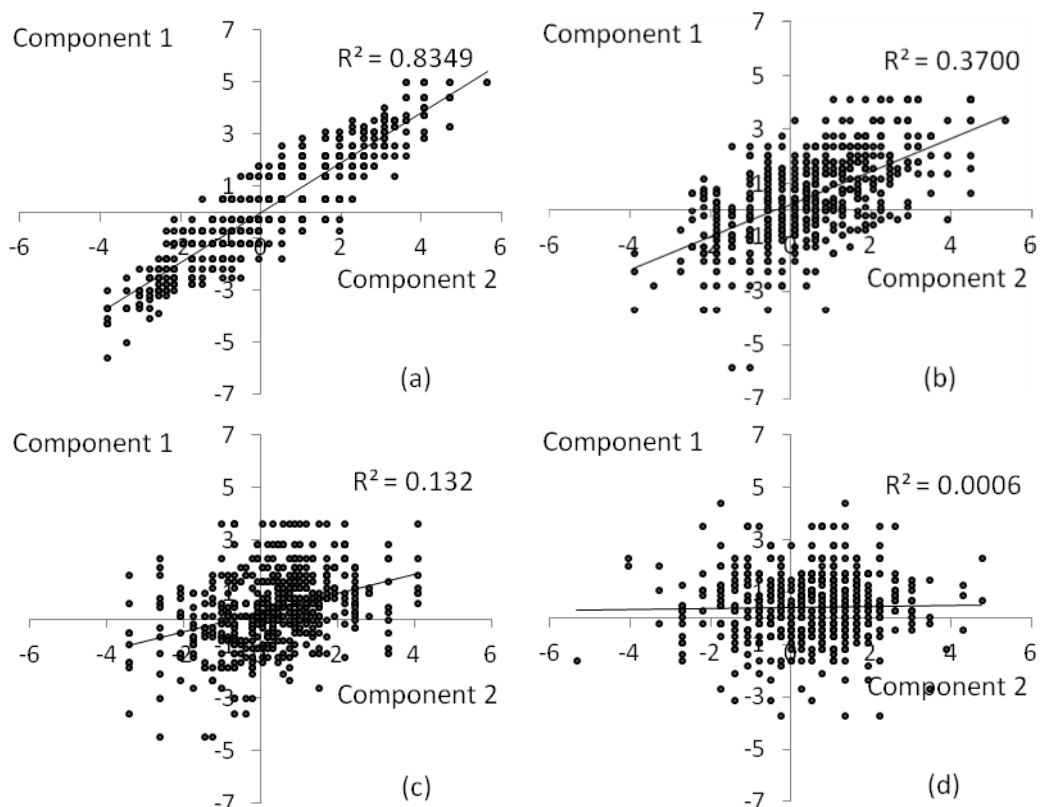 7
Component 1
R² = 0.8349
5
3
1
-6 -4 -2 0 2 4 6
-1
Component 2
-3
-5
(a)
-7
7
Component 1
R² = 0.3700
5
3
1
-6 -4 -2 0 2 4 6
-1
Component 2
-3
-5
(b)
-7
7
Component 1
R² = 0.132
5
3
1
-6 -4 -2 0 2 4 6
-1
Component 2
-3
-5
(c)
-7
7
Component 1
R² = 0.0006
5
3
1
-6 -4 -2 0 2 4 6
-1
Component 2
-3
-5
(d)
-7